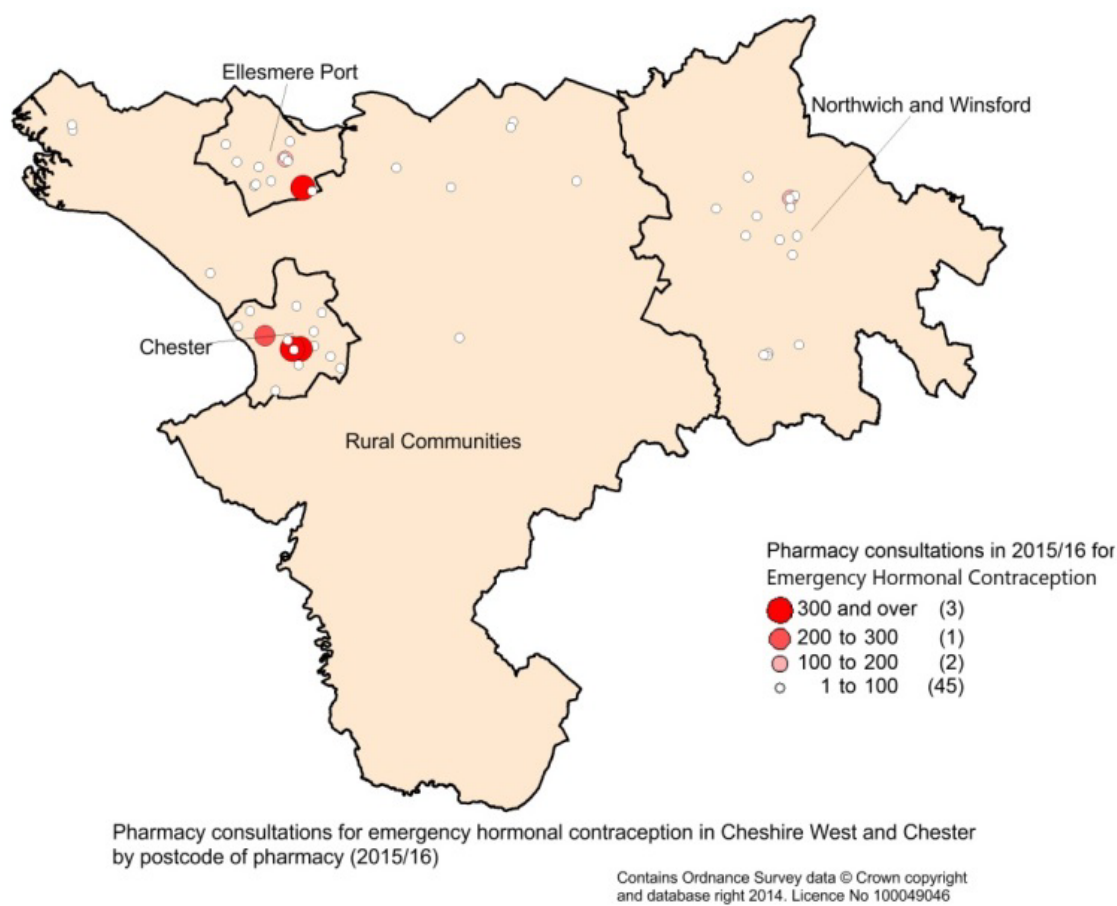 Ellesmere Port
Northwich and Winsford
Chester
Rural Communities
Pharmacy consultations in 2015/16 for
Emergency Hormonal Contraception
300 and over (3)
200 to 300 (1)
100 to 200 (2)
1 to 100 (45)
Pharmacy consultations for emergency hormonal contraception in Cheshire West and Chester
by postcode of pharmacy (2015/16)
Contains Ordnance Survey data © Crown copyright
and database right 2014. Licence No 100049046